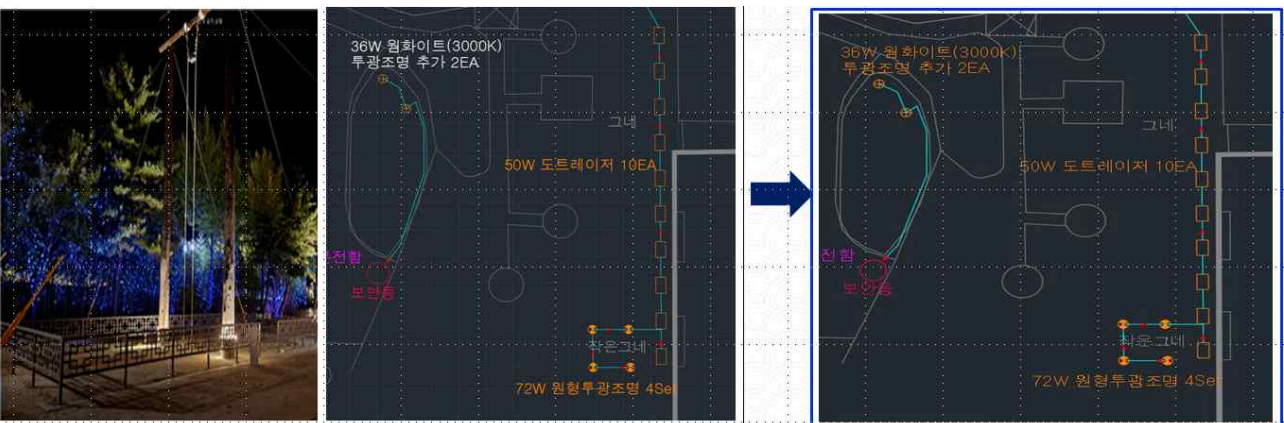 36W 웜화이트(3000K)
투광조명 추가 2EA
그네
50W 도트레이저 10EA
전함
보안등
작은그네
72W 원형투광조명 4Set
36W 웜화이트(3000K)
투광조명 추가 2EA
그네
50W 도트레이저 10EA
전함
보안등
작은그네
72W 원형투광조명 4Set